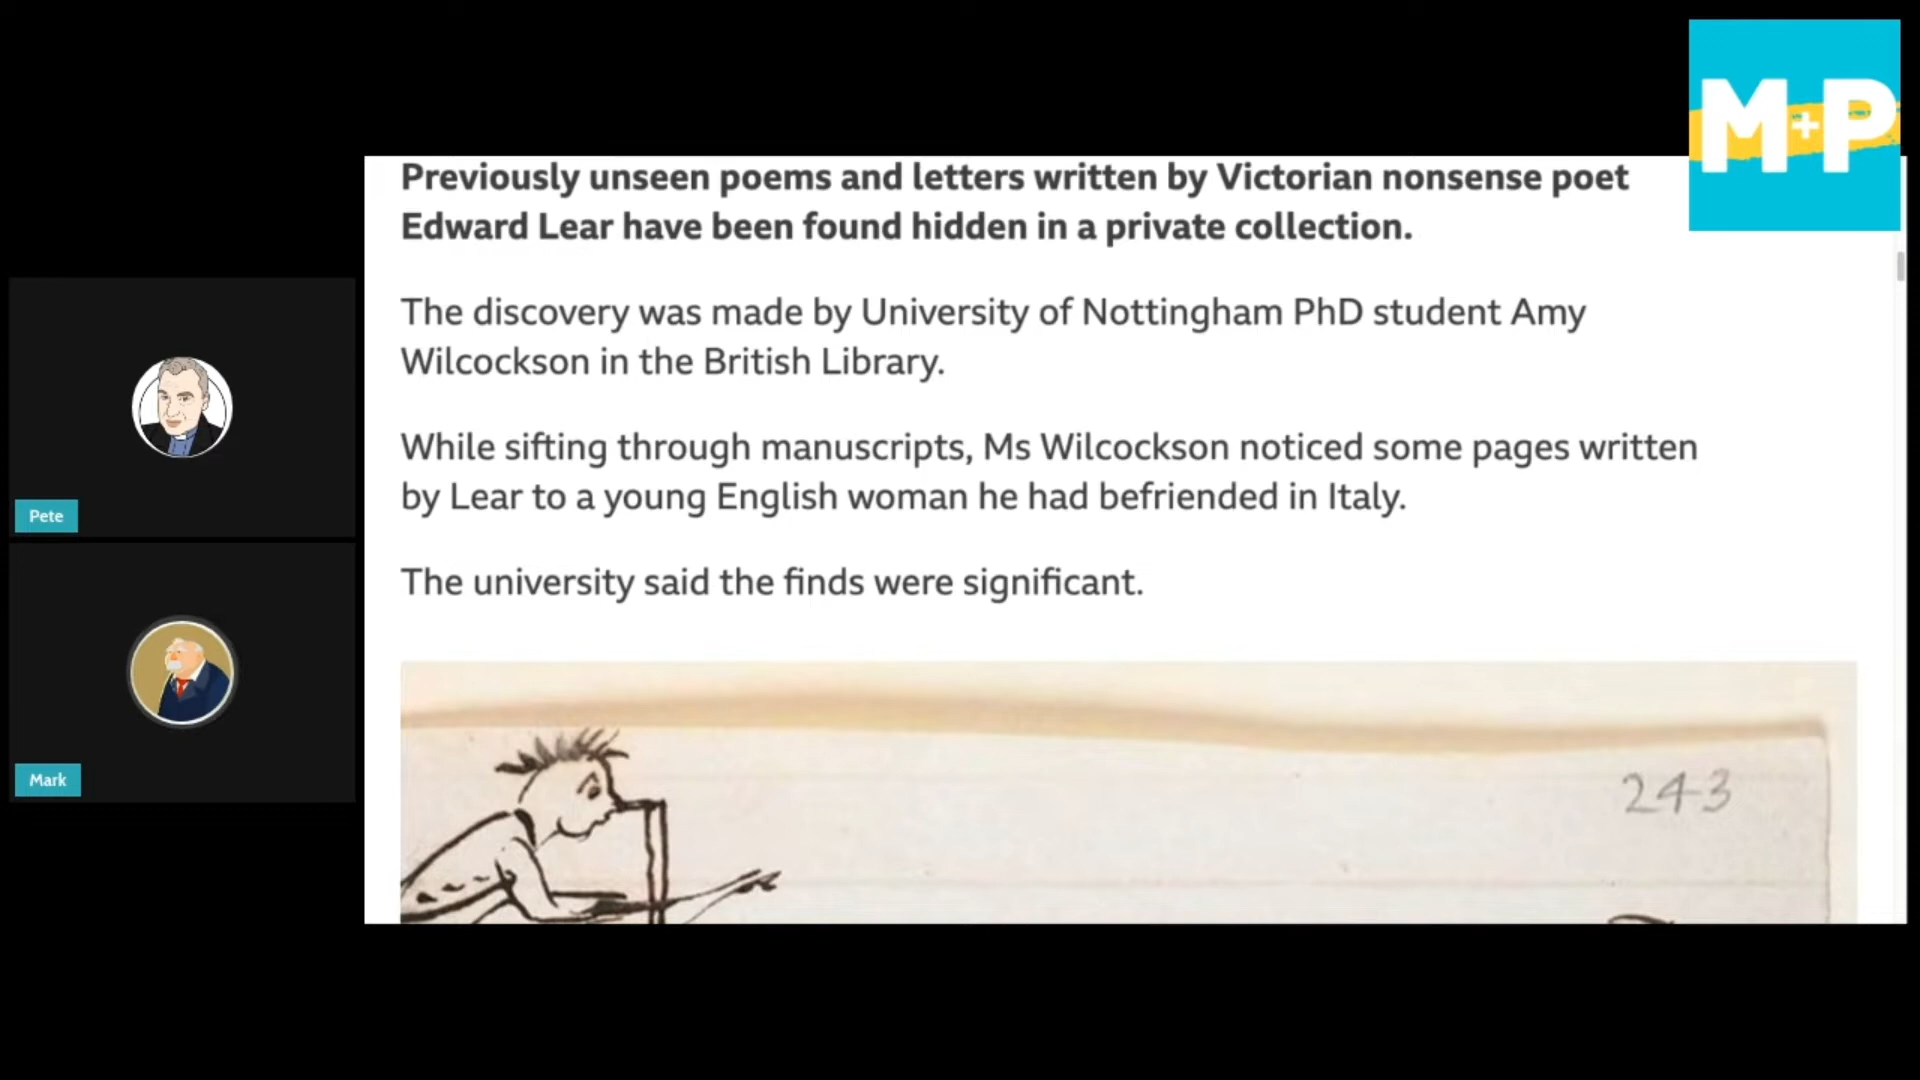 M+P
Previously unseen poems and letters written by Victorian nonsense poet
Edward Lear have been found hidden in a private collection.
The discovery was made by University of Nottingham PhD student Amy
Wilcockson in the British Library.
While sifting through manuscripts, Ms Wilcockson noticed some pages written
by Lear to a young English woman he had befriended in Italy.
The university said the finds were significant.
243
Pete
Mark